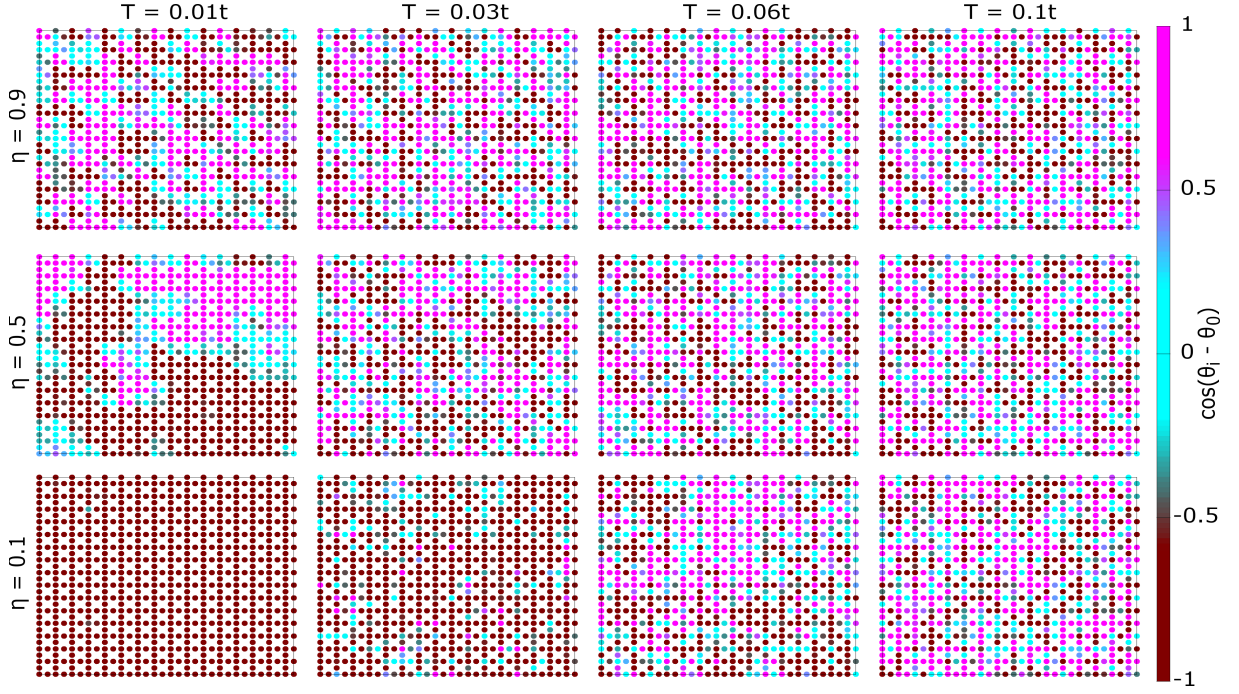 T = 0.01t
T = 0.03t
T = 0.06t
T = 0.1t
η = 0.9
η = 0.5
η = 0.1
1
0.5
0
-0.5
-1
cos(θi - θ0)